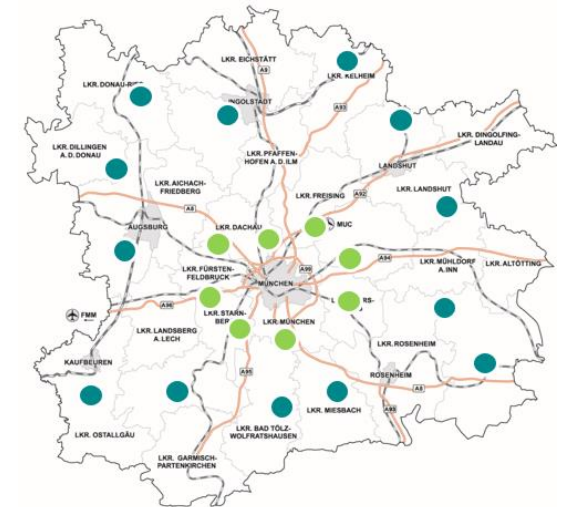 LKR. EICHSTÄTT
A9
LKR. KELHEIM
LKR. DONAU-RIES
INGOLSTADT
A93
LKR. DINGOLFING-
LANDAU
LKR. DILLINGEN
A.D. DONAU
LKR. PFAFFEN-
HOFEN A.D. ILM
LANDSHUT
LKR. AICHACH-
FRIEDBERG
LKR. FREISING
A92
LKR. LANDSHUT
A8
AUGSBURG
LKR. DACHAU
MUC
A94
LKR. MÜHLDORF
A.INN
LKR. ALTÖTTING
LKR. FÜRSTEN-
FELDBRUCK
A99
MÜNCHEN
A96
FMM
LKR. STARN-
LKR. MÜNCHEN
LKR. LANDSBERG
A. LECH
LKR. ROSENHEIM
KAUFBEUREN
A95
ROSENHEIM
A8
A93
LKR. MIESBACH
LKR. OSTALLGÄU
LKR. BAD TÖLZ-
WOLFRATSHAUSEN
LKR. GARMISCH-
PARTENKIRCHEN